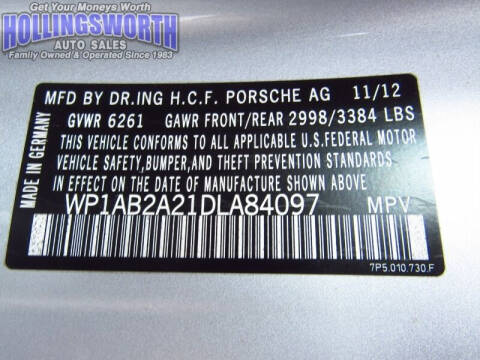 Get Your Moneys Worth
HOLLINGSWORTH
AUTO SALES
Family Owned & Operated Since 1983
MFD BY DR.ING H.C.F. PORSCHE AG 11/12
GVWR 6261 GAWR FRONT/REAR 2998/3384 LBS
THIS VEHICLE CONFORMS TO ALL APPLICABLE U.S.FEDERAL MOTOR
VEHICLE SAFETY,BUMPER,AND THEFT PREVENTION STANDARDS
IN EFFECT ON THE DATE OF MANUFACTURE SHOWN ABOVE.
WP1AB2A21DLA84097 MPV
MADE IN GERMANY
7P5.010.730.F